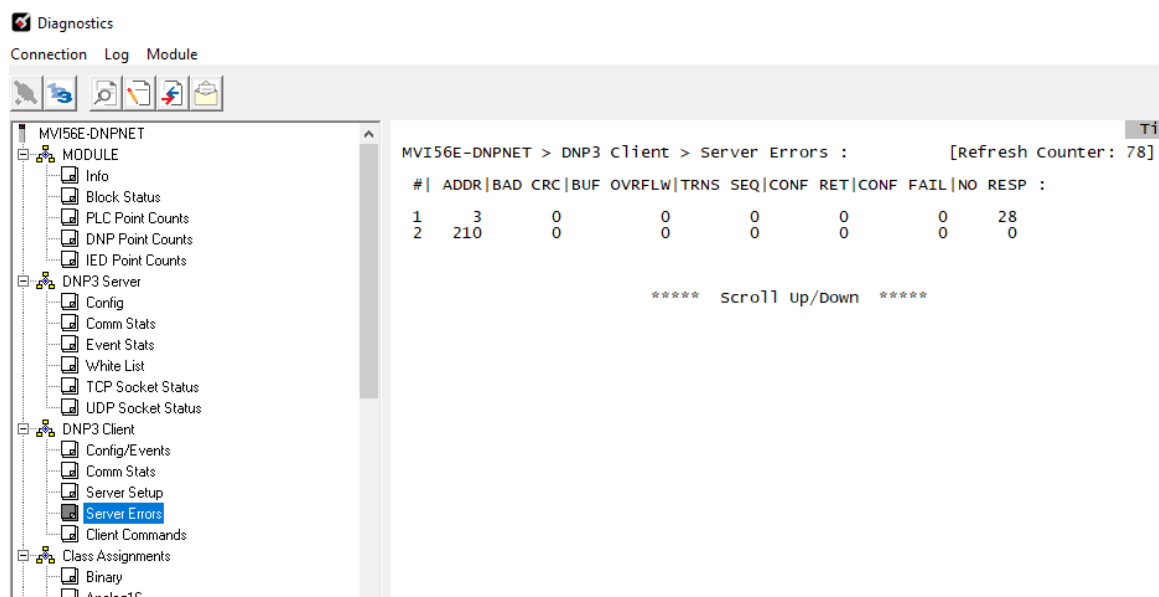 Diagnostics
Connection Log Module
MVI56E-DNPNET
MODULE
Info
Block Status
PLC Point Counts
DNP Point Counts
IED Point Counts
DNP3 Server
Config
Comm Stats
Event Stats
White List
TCP Socket Status
UDP Socket Status
DNP3 Client
Config/Events
Comm Stats
Server Setup
Server Errors
Client Commands
Class Assignments
Binary
Ti
MVI56E-DNPNET > DNP3 Client > Server Errors : [Refresh Counter: 78]
#| ADDR|BAD CRC|BUF OVRFLW|TRNS SEQ|CONF RET|CONF FAIL|NO RESP :
1 3 0 0 0 0 0 28
2 210 0 0 0 0 0 0
***** Scroll Up/Down *****